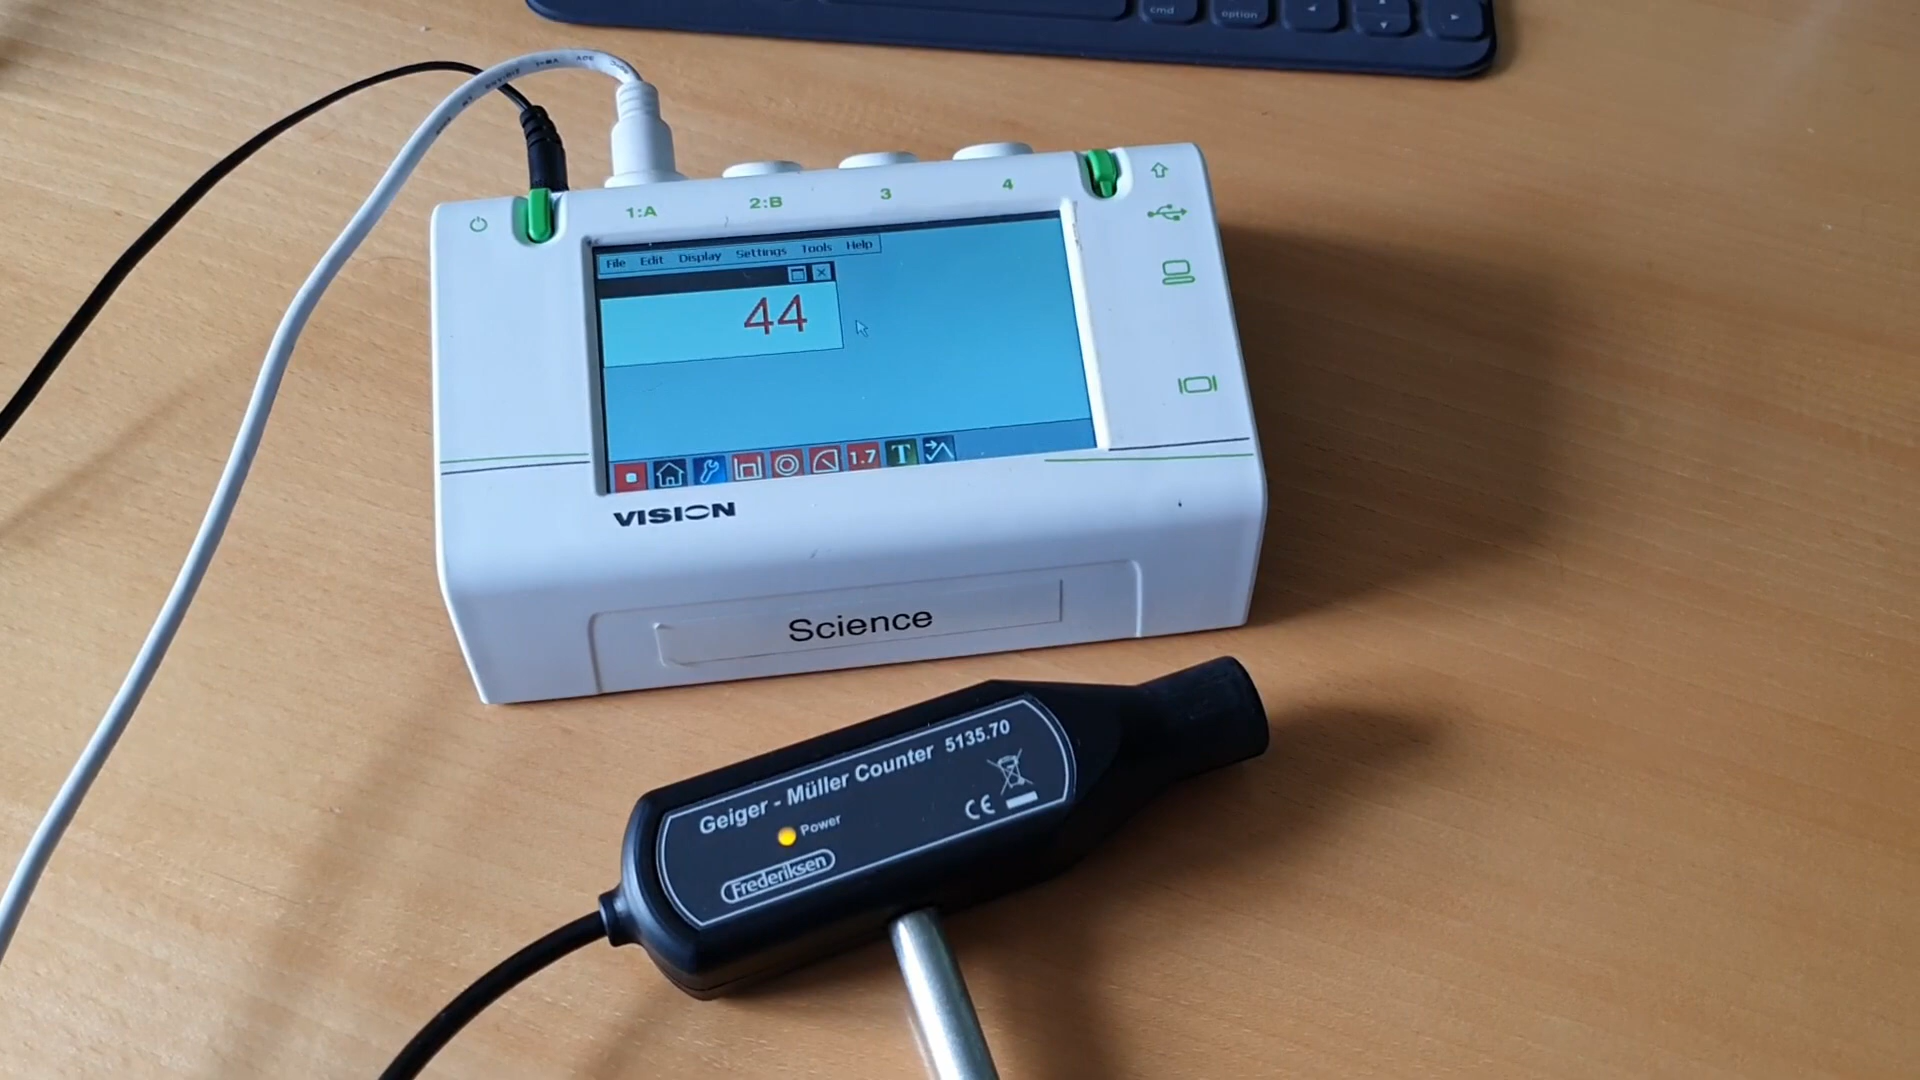 cmd
option
1:A
2:B
3
4
File Edit Display Settings Tools Help
44
1.7 T
VISION
Science
Geiger - Müller Counter 5135.70
Power
CE
Frederiksen